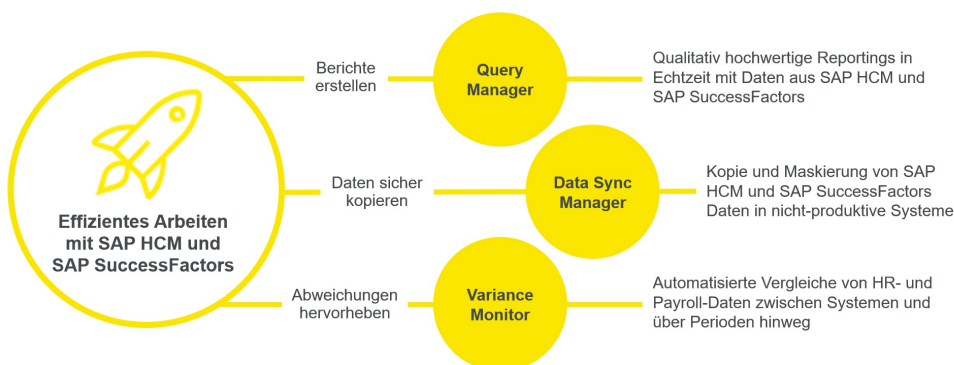 Effizientes Arbeiten
mit SAP HCM und
SAP SuccessFactors
Berichte
erstellen
Query
Manager
Qualitativ hochwertige Reportings in
Echtzeit mit Daten aus SAP HCM und
SAP SuccessFactors
Daten sicher
kopieren
Data Sync
Manager
Kopie und Maskierung von SAP
HCM und SAP SuccessFactors
Daten in nicht-produktive Systeme
Abweichungen
hervorheben
Variance
Monitor
Automatisierte Vergleiche von HR- und
Payroll-Daten zwischen Systemen und
über Perioden hinweg